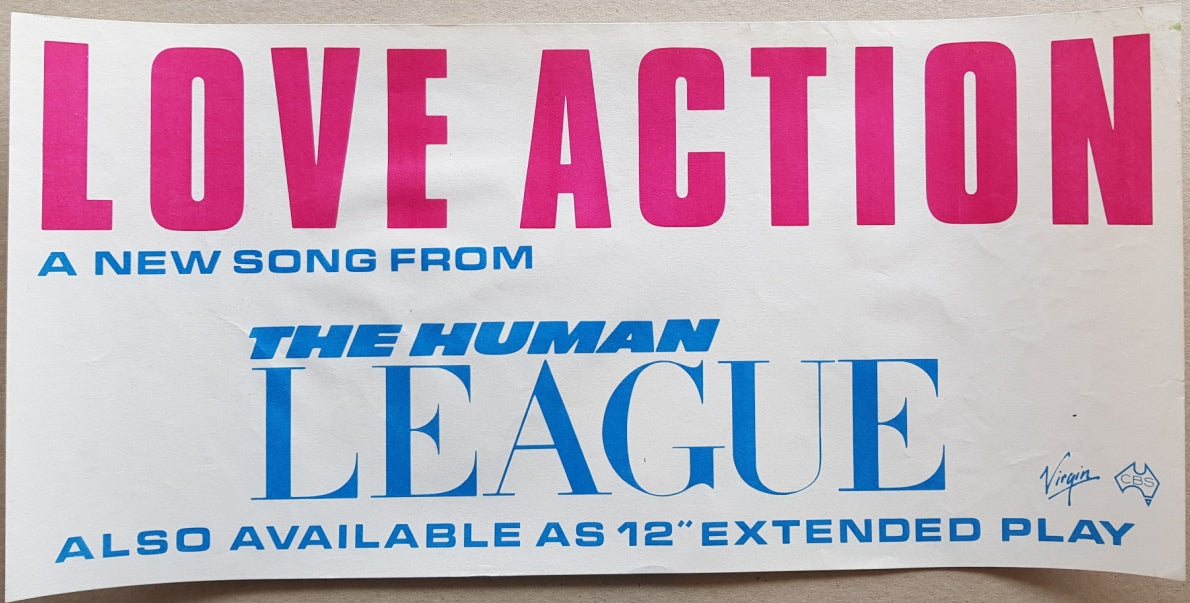 LOVE ACTION
A NEW SONG FROM
THE HUMAN
LEAGUE
Virgin CBS
ALSO AVAILABLE AS 12" EXTENDED PLAY